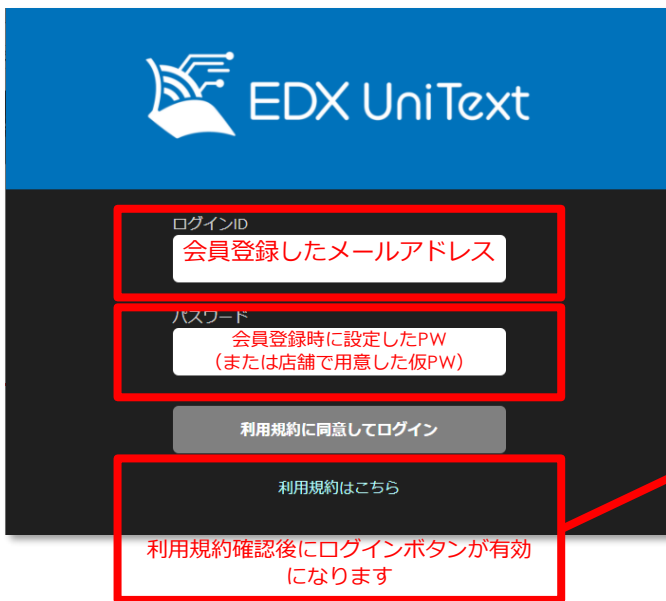 EDX UniText
ログインID
会員登録したメールアドレス
パスワード
会員登録時に設定したPW
（または店舗で用意した仮PW）
利用規約に同意してログイン
利用規約はこちら
利用規約確認後にログインボタンが有効
になります